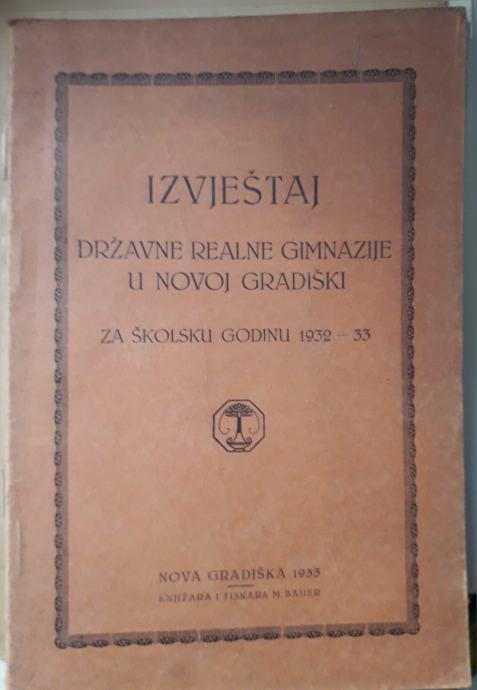 IZVJEŠTAJ
DRŽAVNE REALNE GIMNAZIJE
U NOVOJ GRADIŠKI
ZA ŠKOLSKU GODINU 1932 – 33
NOVA GRADIŠKA 1933
KNJIŽARA I TISKARA M. BAUER